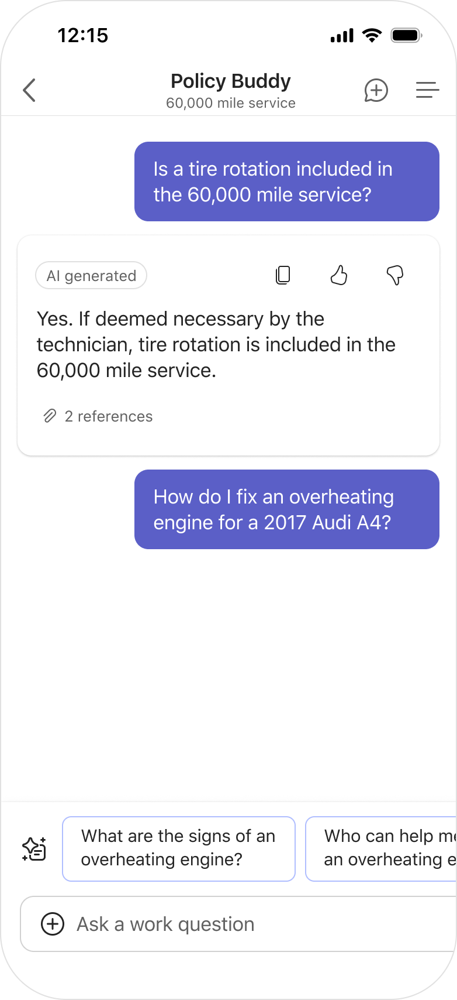 12:15
Policy Buddy
60,000 mile service
Is a tire rotation included in
the 60,000 mile service?
AI generated
Yes. If deemed necessary by the
technician, tire rotation is included in the
60,000 mile service.
2 references
How do I fix an overheating
engine for a 2017 Audi A4?
What are the signs of an
overheating engine?
Who can help
an overheating
Ask a work question